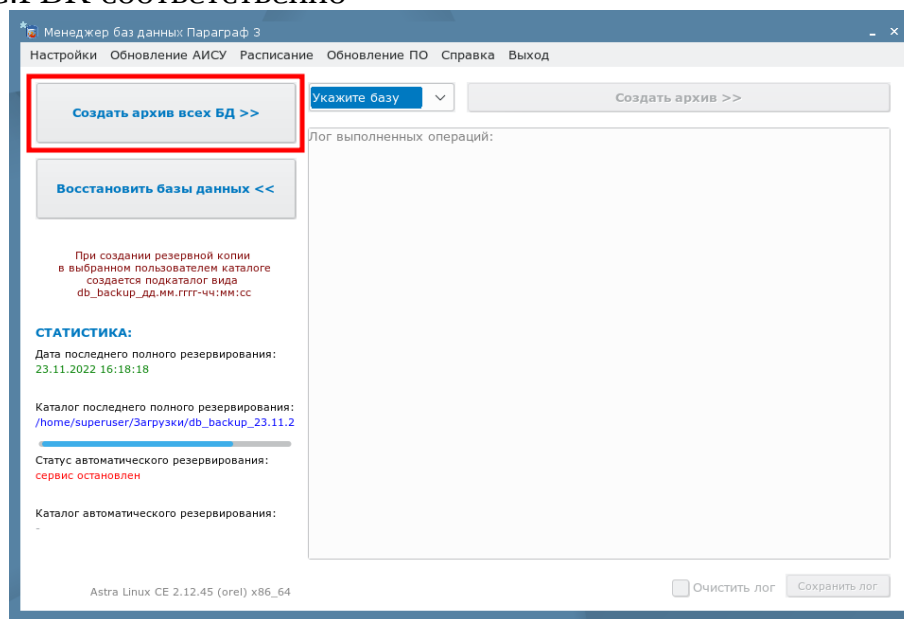 соответственно
Менеджер баз данных Параграф 3
Настройки Обновление АИСУ Расписание Обновление ПО Справка Выход
Создать архив всех БД >>
Укажите базу
Создать архив >>
Лог выполненных операций:
Восстановить базы данных <<
При создании резервной копии
в выбранном пользователем каталоге
создается подкаталог вида
db_backup_дд.мм.гггг-чч:мм:сс
СТАТИСТИКА:
Дата последнего полного резервирования:
23.11.2022 16:18:18
Каталог последнего полного резервирования:
/home/superuser/Загрузки/db_backup_23.11.2
Статус автоматического резервирования:
сервис остановлен
Каталог автоматического резервирования:
-
Astra Linux CE 2.12.45 (orel) x86_64
Очистить лог
Сохранить лог